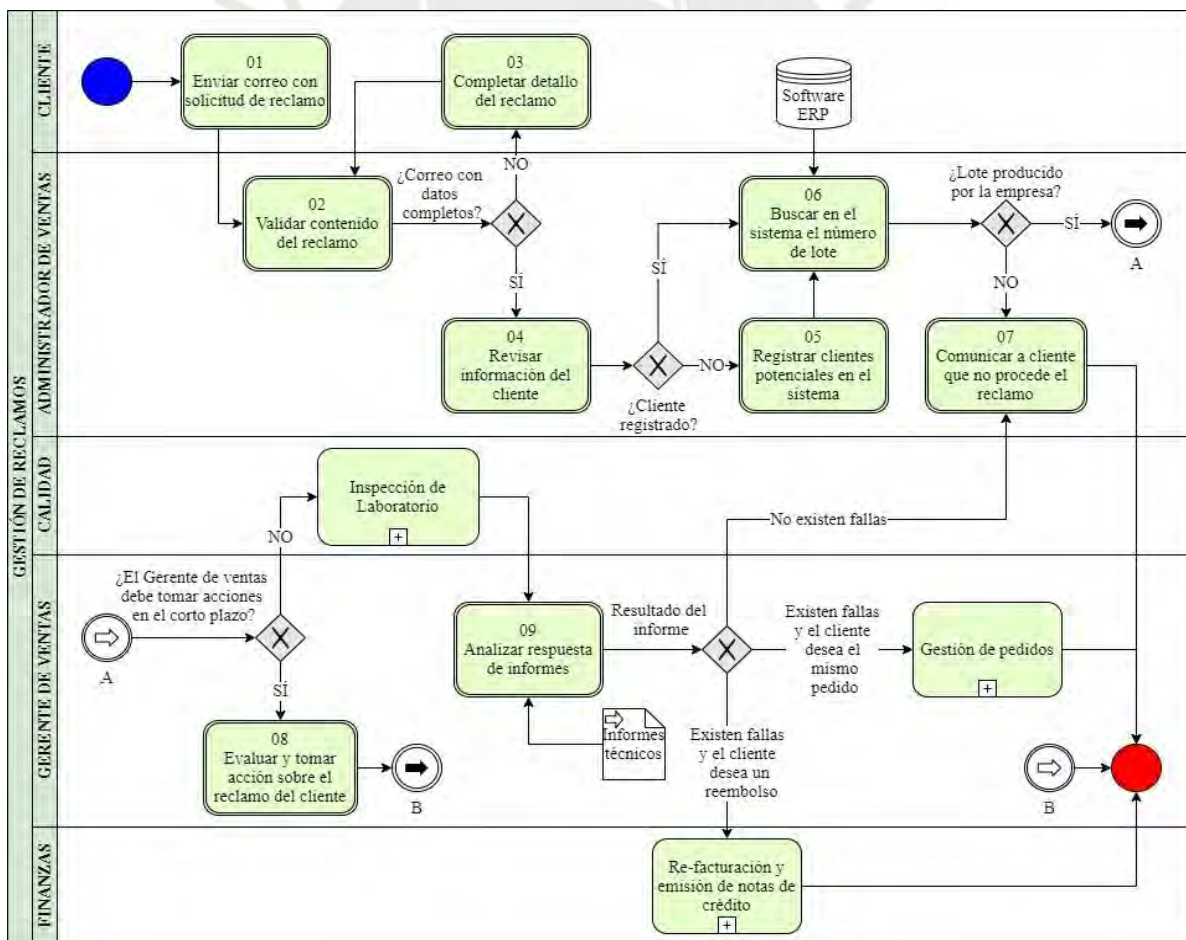 GESTIÓN DE RECLAMOS
CLIENTE
01
Enviar correo con
solicitud de reclamo
03
Completar detallo
del reclamo
Software
ERP
NO
ADMINISTRADOR DE VENTAS
02
Validar contenido
del reclamo
¿Correo con
datos
completos?
SÍ
04
Revisar
información del
cliente
¿Cliente
registrado?
SÍ
NO
05
Registrar clientes
potenciales en el
sistema
06
Buscar en el
sistema el número
de lote
¿Lote producido
por la empresa?
SÍ
A
NO
07
Comunicar a cliente
que no procede el
reclamo
CALIDAD
Inspección de
Laboratorio
NO
No existen fallas
GERENTE DE VENTAS
¿El Gerente de ventas
debe tomar acciones
en el corto plazo?
A
SÍ
08
Evaluar y tomar
acción sobre el
reclamo del cliente
B
09
Analizar respuesta
de informes
Informes
técnicos
Resultado del
informe
Existen fallas
y el cliente
desea el
mismo
pedido
Gestión de pedidos
Existen fallas
y el cliente
desea un
reembolso
B
FINANZAS
Re-facturación y
emisión de notas de
crédito